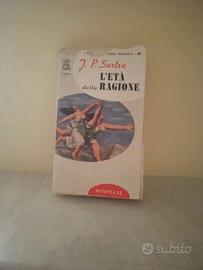 J. P. Sartre
L'ETÀ
della RAGIONE
BOMPIANI
subito